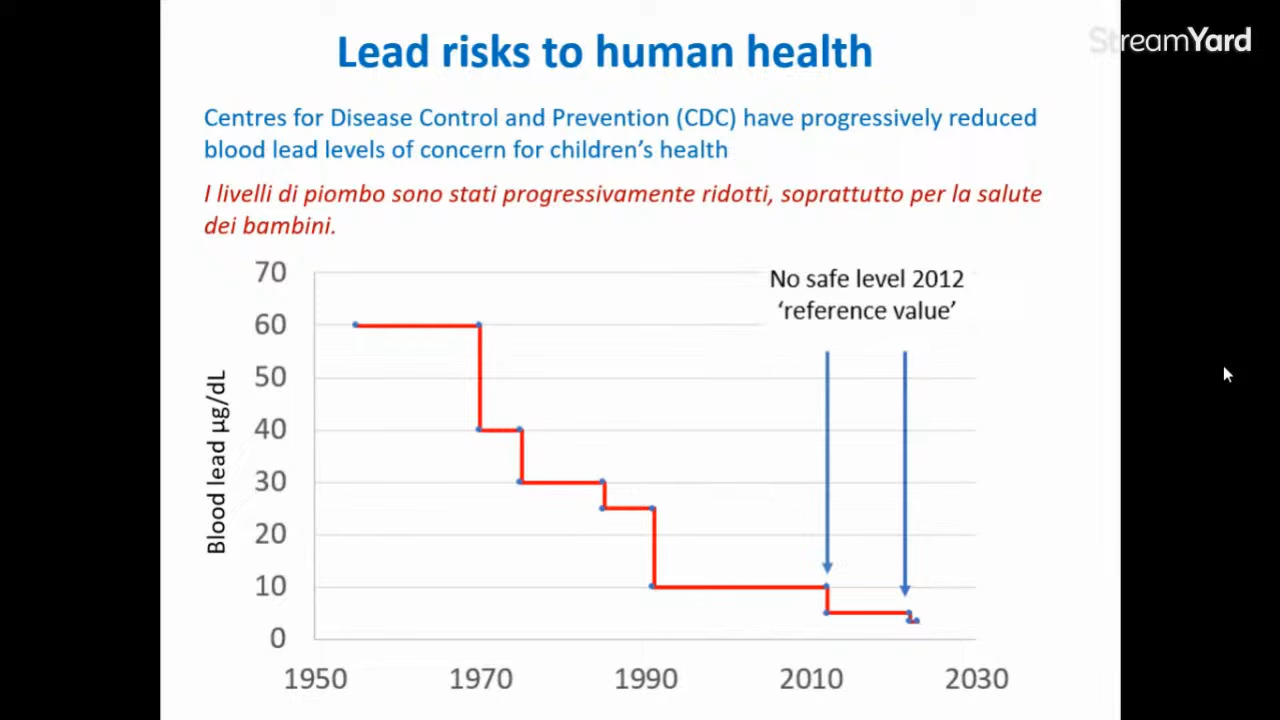 StreamYard
Lead risks to human health
Centres for Disease Control and Prevention (CDC) have progressively reduced
blood lead levels of concern for children's health
I livelli di piombo sono stati progressivamente ridotti, soprattutto per la salute
dei bambini.
No safe level 2012
‘reference value’
Blood lead µg/dL
70
60
50
40
30
20
10
0
1950 1970 1990 2010 2030